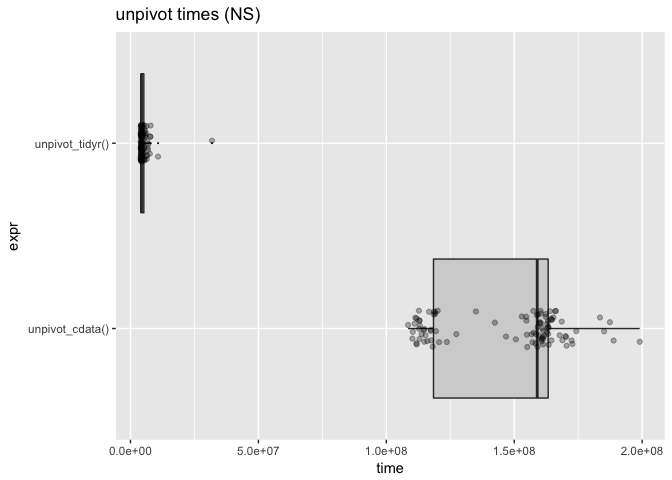 unpivot times (NS)
unpivot_tidyr()
expr
unpivot_cdata()
0.0e+00 5.0e+07 1.0e+08 1.5e+08 2.0e+08
time